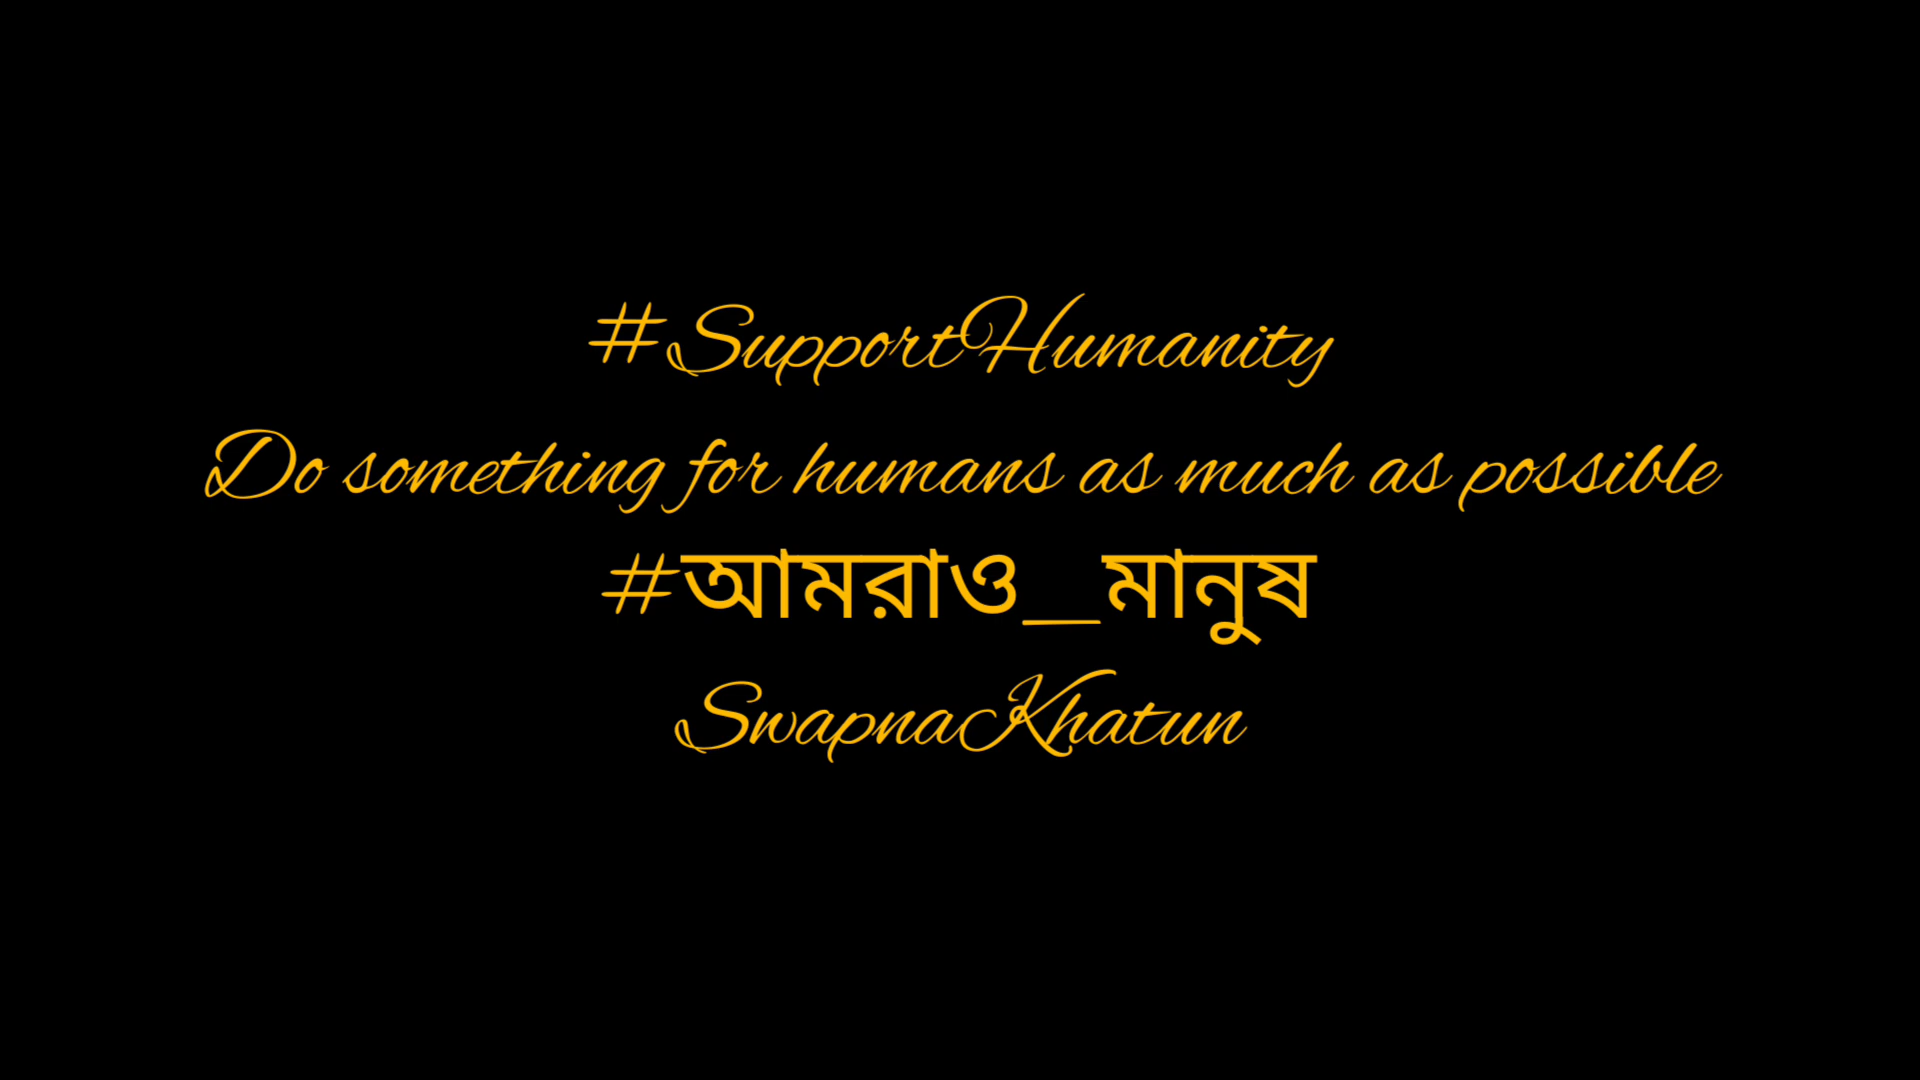 #SupportHumanity
Do something for humans as much as possible
#আমরাও_মানুষ
SwapnaKhatun